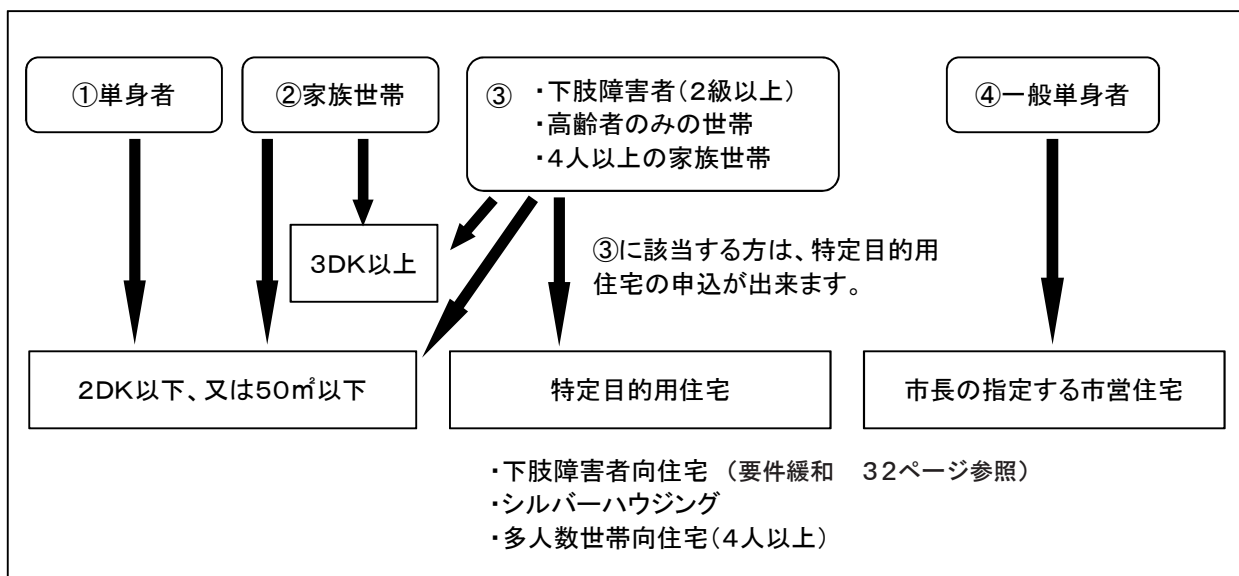 ①単身者
②家族世帯
③ ・下肢障害者（２級以上）
・高齢者のみの世帯
・４人以上の家族世帯
④一般単身者
３DK以上
③に該当する方は、特定目的用
住宅の申込が出来ます。
２DK以下、又は５０㎡以下
特定目的用住宅
市長の指定する市営住宅
・下肢障害者向住宅 （要件緩和　３２ページ参照）
・シルバーハウジング
・多人数世帯向住宅（４人以上）